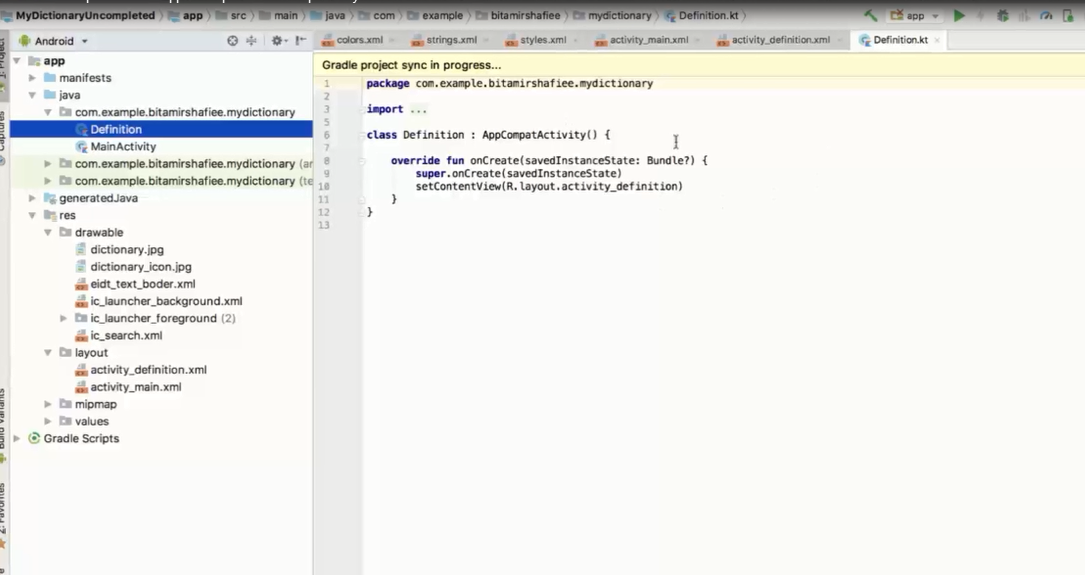 MyDictionaryUncompleted app src main java com example bitamirshafiee mydictionary Definition.kt app
Android colors.xml strings.xml styles.xml activity_main.xml activity_definition.xml Definition.kt
Gradle project sync in progress...
1: Project
Captures
Build Variants
2: Favorites
app
manifests
java
com.example.bitamirshafiee.mydictionary
Definition
MainActivity
com.example.bitamirshafiee.mydictionary (an
com.example.bitamirshafiee.mydictionary (te
generatedJava
res
drawable
dictionary.jpg
dictionary_icon.jpg
eidt_text_boder.xml
ic_launcher_background.xml
ic_launcher_foreground (2)
ic_search.xml
layout
activity_definition.xml
activity_main.xml
mipmap
values
Gradle Scripts
1 package com.example.bitamirshafiee.mydictionary
2
3 import ...
5
6 class Definition : AppCompatActivity() {
7
8 override fun onCreate(savedInstanceState: Bundle?) {
9 super.onCreate(savedInstanceState)
10 setContentView(R.layout.activity_definition)
11 }
12 }
13